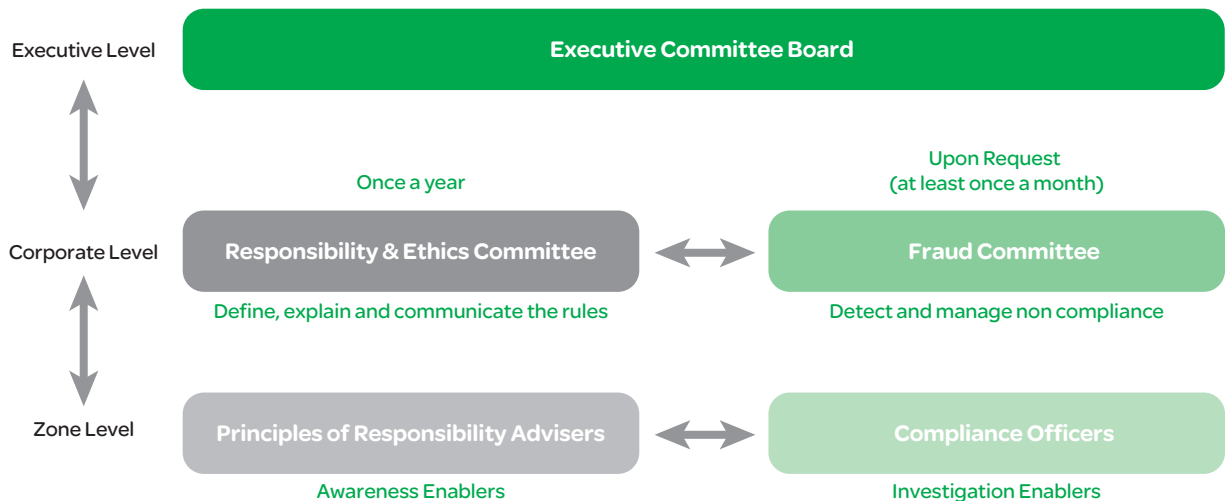 Executive Level
Executive Committee Board
Once a year
Upon Request
(at least once a month)
Corporate Level
Responsibility & Ethics Committee
Fraud Committee
Define, explain and communicate the rules
Detect and manage non compliance
Zone Level
Principles of Responsibility Advisers
Compliance Officers
Awareness Enablers
Investigation Enablers